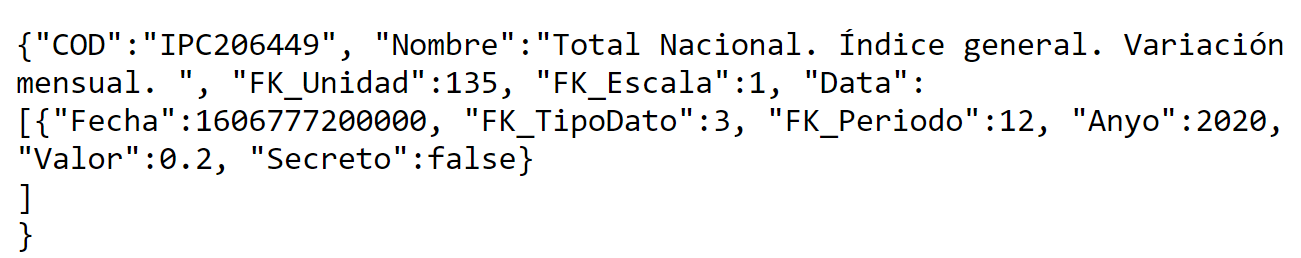 {"COD":"IPC206449", "Nombre":"Total Nacional. Índice general. Variación
mensual. ", "FK_Unidad":135, "FK_Escala":1, "Data":
[{"Fecha":1606777200000, "FK_TipoDato":3, "FK_Periodo":12, "Anyo":2020,
"Valor":0.2, "Secreto":false}
]
}